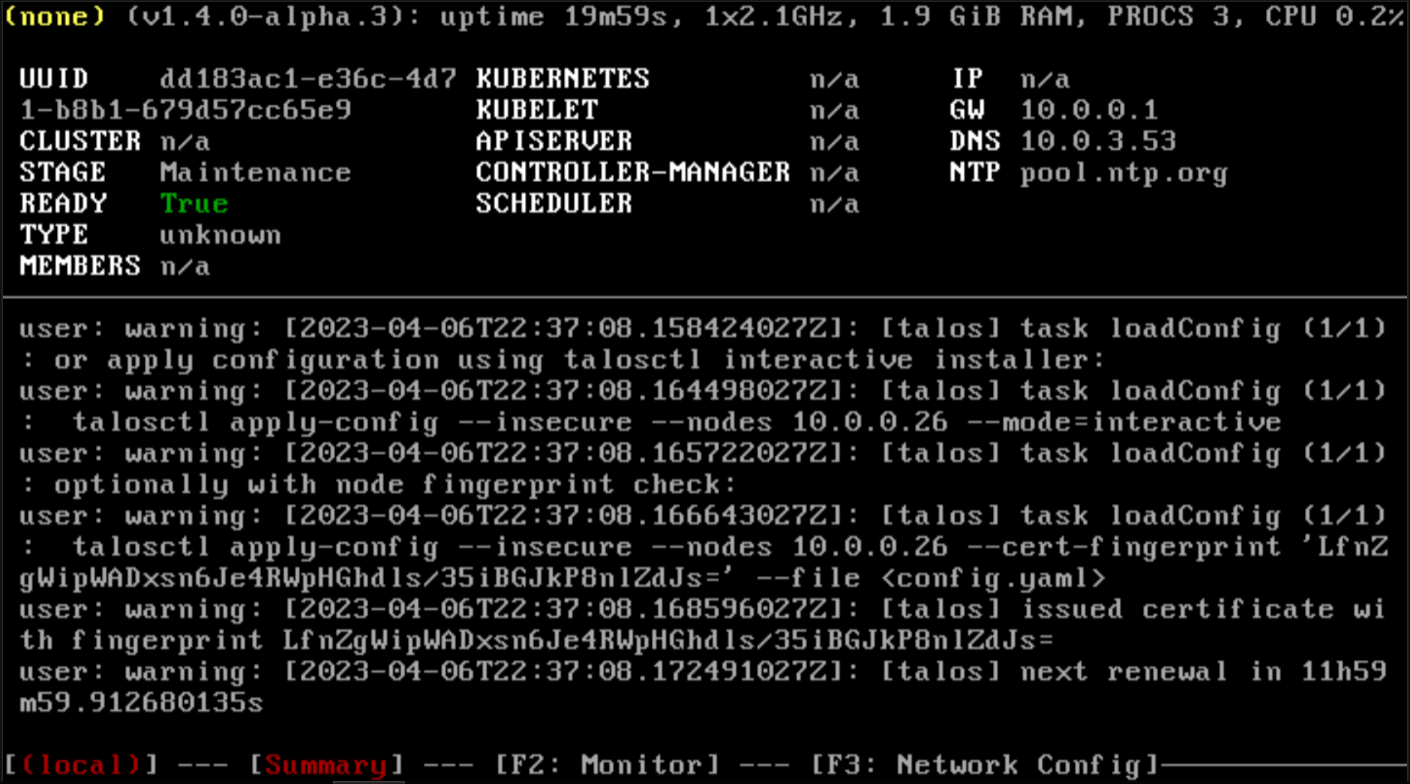 (none) (v1.4.0-alpha.3): uptime 19m59s, 1x2.1GHz, 1.9 GiB RAM, PROCS 3, CPU 0.2%
UUID dd183ac1-e36c-4d7 KUBERNETES n/a IP n/a
1-b8b1-679d57cc65e9 KUBELET n/a GW 10.0.0.1
CLUSTER n/a APISERVER n/a DNS 10.0.3.53
STAGE Maintenance CONTROLLER-MANAGER n/a NTP pool.ntp.org
READY True SCHEDULER n/a
TYPE unknown
MEMBERS n/a
user: warning: [2023-04-06T22:37:08.158424027Z]: [talos] task loadConfig (1/1)
: or apply configuration using talosctl interactive installer:
user: warning: [2023-04-06T22:37:08.164498027Z]: [talos] task loadConfig (1/1)
:  talosctl apply-config --insecure --nodes 10.0.0.26 --mode=interactive
user: warning: [2023-04-06T22:37:08.165722027Z]: [talos] task loadConfig (1/1)
: optionally with node fingerprint check:
user: warning: [2023-04-06T22:37:08.166643027Z]: [talos] task loadConfig (1/1)
:  talosctl apply-config --insecure --nodes 10.0.0.26 --cert-fingerprint 'LfnZ
gWipWADxsn6Je4RWpHGhdls/35iBGJkP8nlZdJs=' --file <config.yaml>
user: warning: [2023-04-06T22:37:08.168596027Z]: [talos] issued certificate wi
th fingerprint LfnZgWipWADxsn6Je4RWpHGhdls/35iBGJkP8nlZdJs=
user: warning: [2023-04-06T22:37:08.172491027Z]: [talos] next renewal in 11h59
m59.912680135s
[(local)] --- [Summary] --- [F2: Monitor] --- [F3: Network Config]